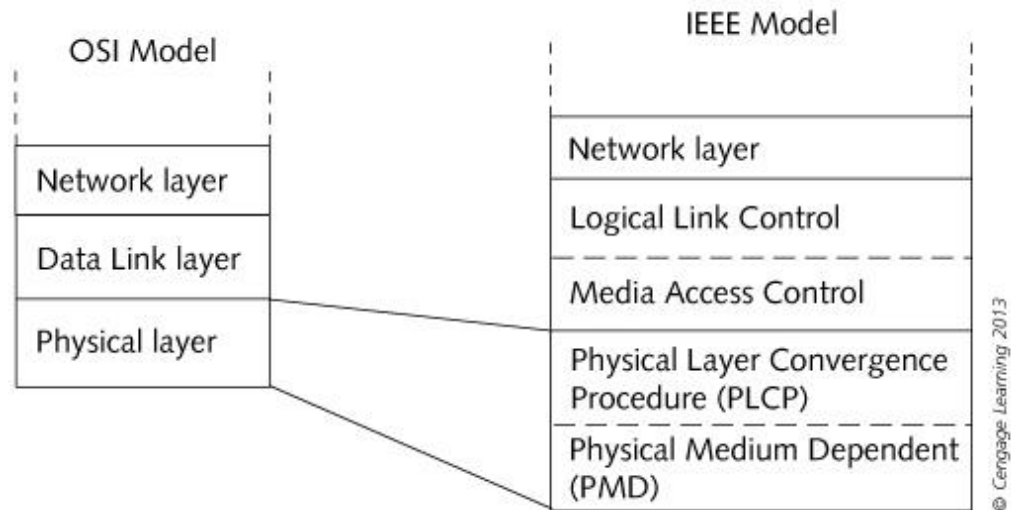 OSI Model
Network layer
Data Link layer
Physical layer
IEEE Model
Network layer
Logical Link Control
Media Access Control
Physical Layer Convergence
Procedure (PLCP)
Physical Medium Dependent
(PMD)
© Cengage Learning 2013